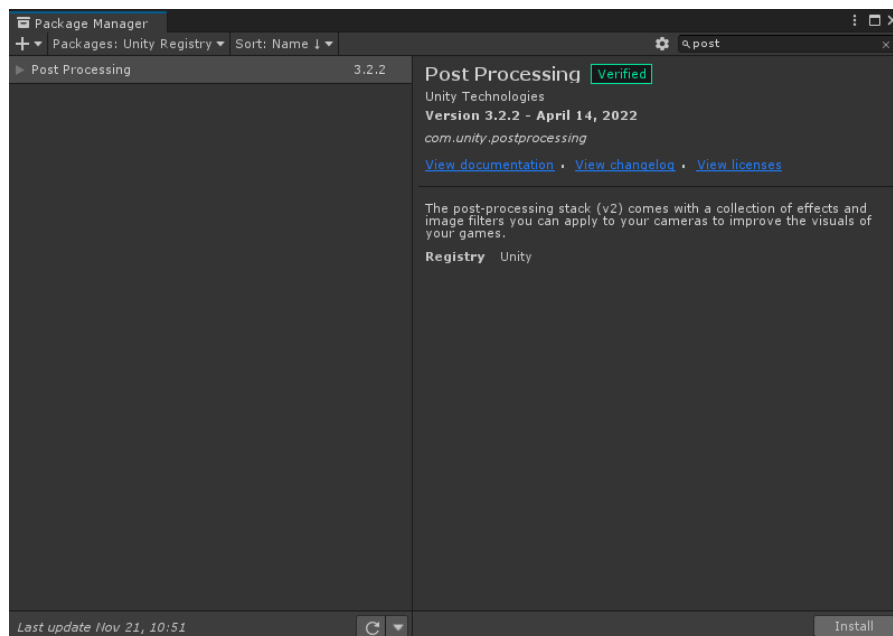 Package Manager
Packages: Unity Registry Sort: Name ↓ post
Post Processing 3.2.2
Post Processing Verified
Unity Technologies
Version 3.2.2 - April 14, 2022
com.unity.postprocessing
View documentation • View changelog • View licenses
The post-processing stack (v2) comes with a collection of effects and
image filters you can apply to your cameras to improve the visuals of
your games.
Registry Unity
Last update Nov 21, 10:51
Install